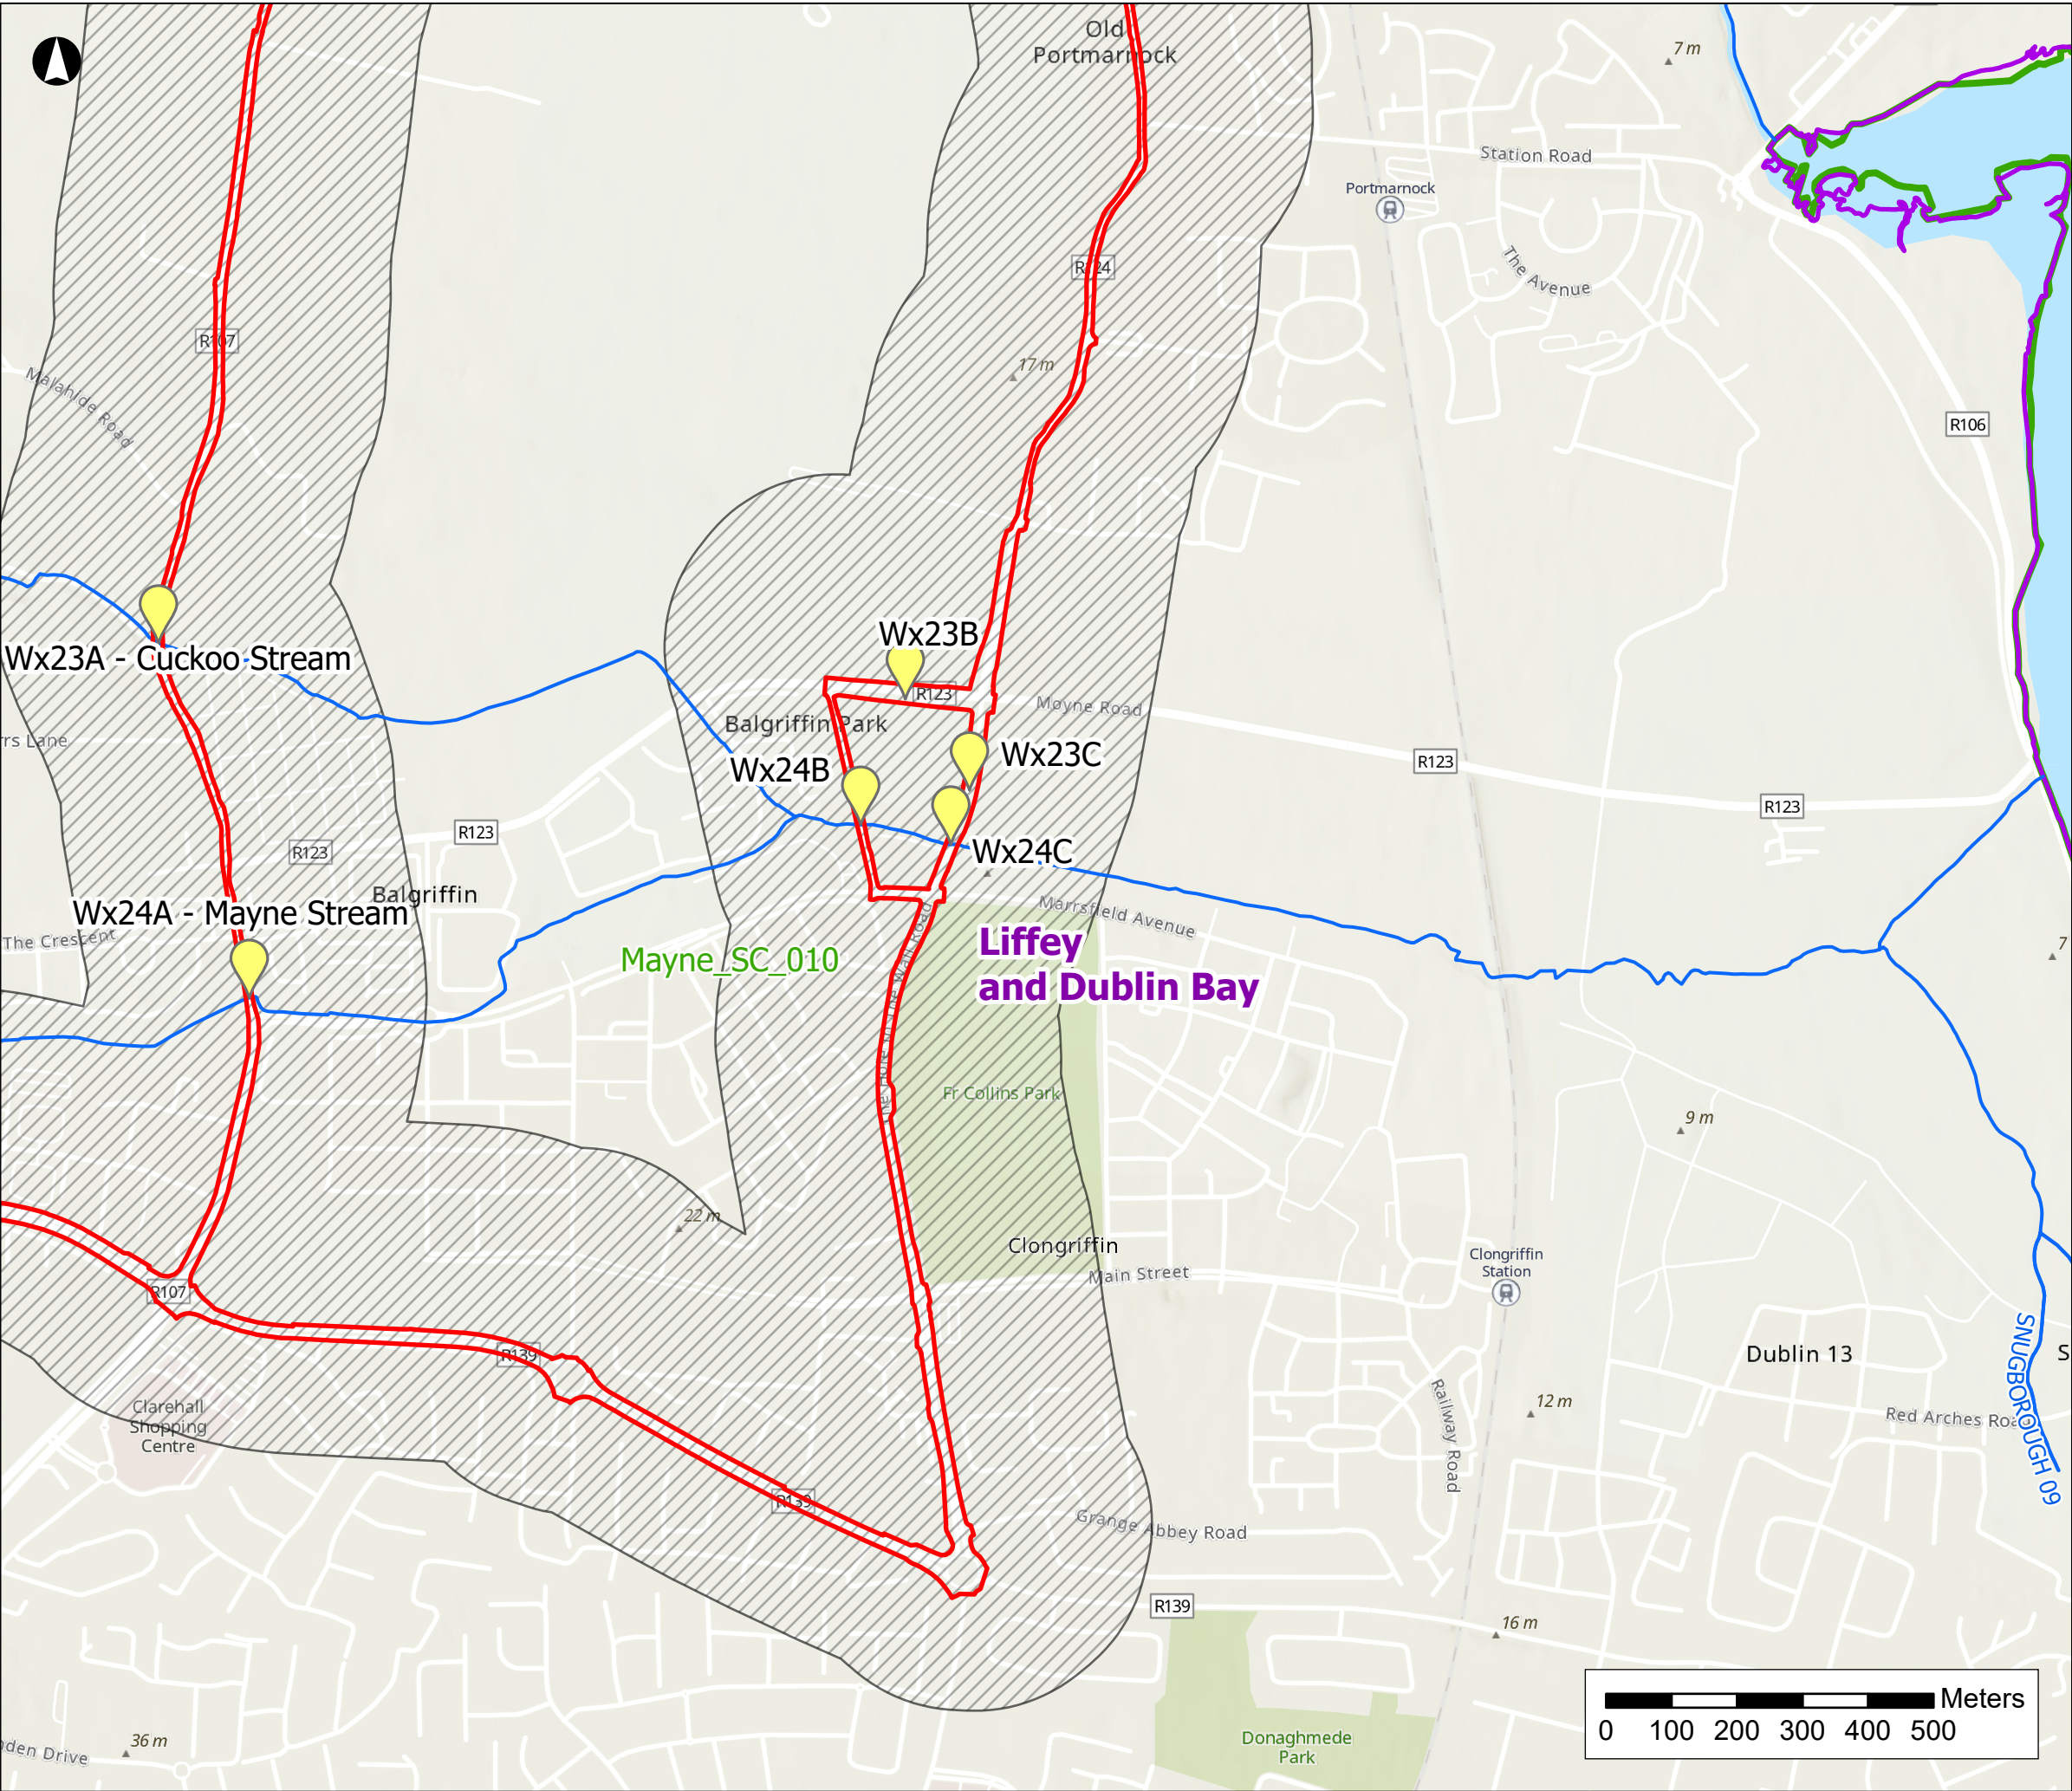 Old
Portmarnock
7 m
Station Road
Portmarnock
The Avenue
R124
R107
17 m
Malahide Road
R106
Wx23B
Wx23A - Cuckoo Stream
R123
Moyne Road
Balgriffin Park
Wx23C
Wx24B
R123
R123
R123
R123
Wx24C
Balgriffin
Wx24A - Mayne Stream
Marrsfield Avenue
The Crescent
Liffey
and Dublin Bay
Mayne_SC_010
7
Fr Collins Park
9 m
22 m
Clongriffin
Main Street
Clongriffin
Station
R107
R139
Dublin 13
S
SNUGBOROUGH 09
Clarehall
Shopping
Centre
12 m
Railway Road
Red Arches Roa
R139
Grange Abbey Road
R139
16 m
Meters
0 100 200 300 400 500
Donaghmede
Park
36 m
den Drive